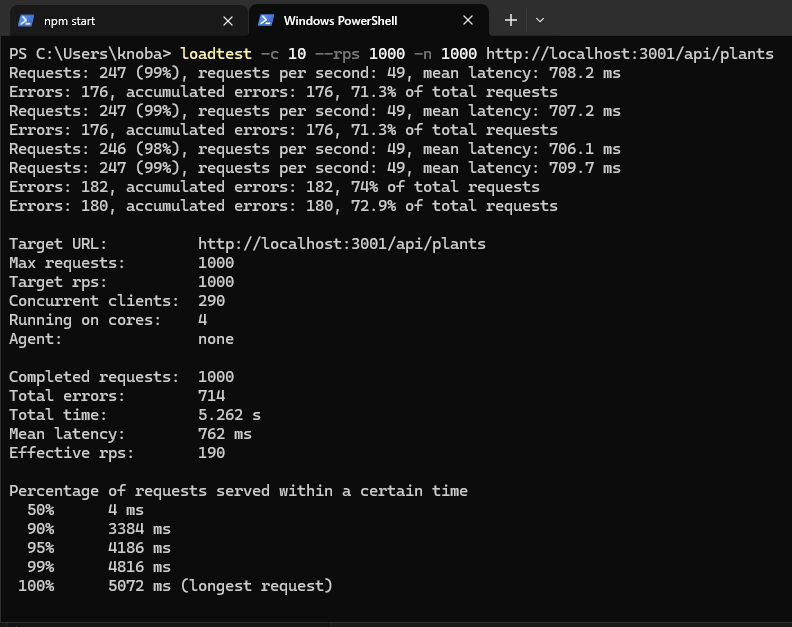 npm start
Windows PowerShell
PS C:\Users\knoba> loadtest -c 10 --rps 1000 -n 1000 http://localhost:3001/api/plants
Requests: 247 (99%), requests per second: 49, mean latency: 708.2 ms
Errors: 176, accumulated errors: 176, 71.3% of total requests
Requests: 247 (99%), requests per second: 49, mean latency: 707.2 ms
Errors: 176, accumulated errors: 176, 71.3% of total requests
Requests: 246 (98%), requests per second: 49, mean latency: 706.1 ms
Requests: 247 (99%), requests per second: 49, mean latency: 709.7 ms
Errors: 182, accumulated errors: 182, 74% of total requests
Errors: 180, accumulated errors: 180, 72.9% of total requests
Target URL: http://localhost:3001/api/plants
Max requests: 1000
Target rps: 1000
Concurrent clients: 290
Running on cores: 4
Agent: none
Completed requests: 1000
Total errors: 714
Total time: 5.262 s
Mean latency: 762 ms
Effective rps: 190
Percentage of requests served within a certain time
50% 4 ms
90% 3384 ms
95% 4186 ms
99% 4816 ms
100% 5072 ms (longest request)